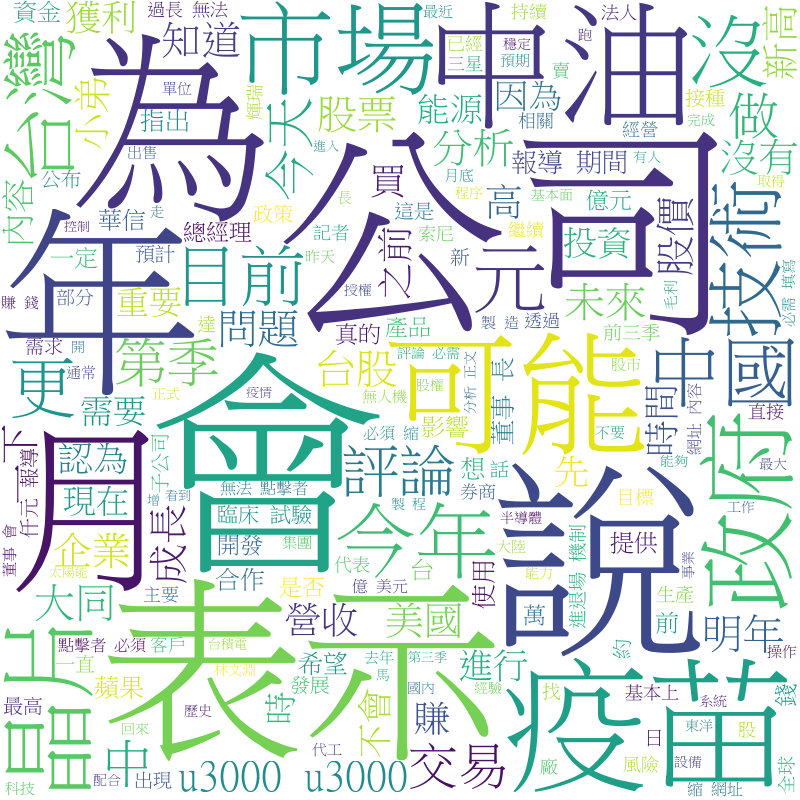 資金 獲利
過長 無法
最近
持續
法人
新高
台灣
小弟
知道
單位
輝瑞
指出
今天
股票
市場
能源
已經
三星
穩定
預期
中油
因為
跑
賣
沒
做
接種
完成
相關
經營
沒有
內容
公布
出售
進入
為
分析
買
報導 期間
月底
程序
有人
基本面
取得
億元
高
這是
公司
長
控制
走
華信
政策
記者
索尼
繼續
總經理
一定
預計
昨天
之前
新
元
投資
股價
技術
必需 填寫
年
目前
授權
毛利
賺 錢
部分
重要
達
真的
產品
製 造
透過
未來
前三季
需求
開
通常
更
第季
問題
台股
評論 必需
股權
分析 正文
可能
中
國
股市
正式
疫情
無人機
董事 長
時間
直接
需要
影響
必須 縮
不要
網址
內容
下
認為
會
評論
無法 點擊者
想
話
先
能夠
最大
仟元
報導
月
現在
增
子公司
看到
製 程
券商
目標
政府
說
董事 會
企業
成長
臨床 試驗
半導體
提供
工作
太陽能
開發
集團
今年
大陸
機制
事業
合作
代表
台
使用
能力
進退場
生產
大同
主要
是否
億 美元
萬
前
明年
晶片
營收
表示
美國
約
操作
點擊者 必須
客戶
台積電
希望
去年
第三季
進行
疫苗
一直
蘋果
林文淵
發展
馬
國內
經驗
找
基本上
系統
錢
最高
中
時
不會
賺
東洋
股
回來
歷史
日
u3000 u3000
交易
代工
廠
風險
設備
全球
科技
配合
出現
縮 網址